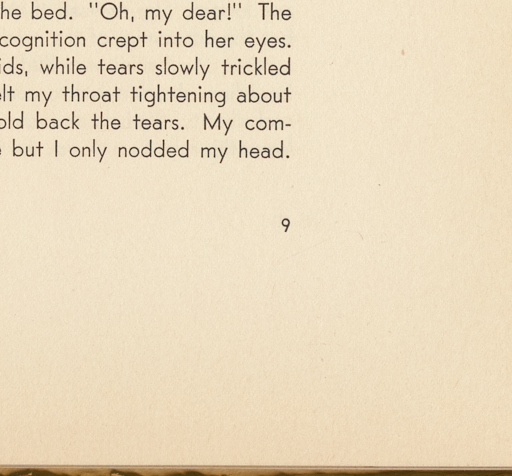 he bed. "Oh, my dear!" The
cognition crept into her eyes.
ids, while tears slowly trickled
elt my throat tightening about
old back the tears. My com-
but I only nodded my head.
9